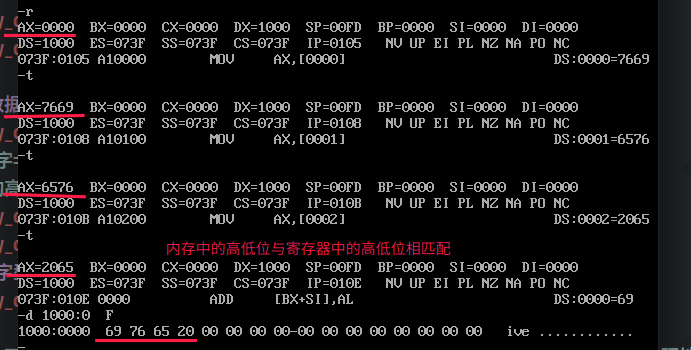 -r
AX=0000 BX=0000 CX=0000 DX=1000 SP=00FD BP=0000 SI=0000 DI=0000
DS=1000 ES=073F SS=073F CS=073F IP=0105 NV UP EI PL NZ NA PO NC
073F:0105 A10000 MOV AX,[0000] DS:0000=7669
-t
AX=7669 BX=0000 CX=0000 DX=1000 SP=00FD BP=0000 SI=0000 DI=0000
DS=1000 ES=073F SS=073F CS=073F IP=0108 NV UP EI PL NZ NA PO NC
073F:0108 A10100 MOV AX,[0001] DS:0001=6576
-t
AX=6576 BX=0000 CX=0000 DX=1000 SP=00FD BP=0000 SI=0000 DI=0000
DS=1000 ES=073F SS=073F CS=073F IP=010B NV UP EI PL NZ NA PO NC
073F:010B A10200 MOV AX,[0002] DS:0002=2065
-t
内存中的高低位与寄存器中的高低位相匹配
AX=2065 BX=0000 CX=0000 DX=1000 SP=00FD BP=0000 SI=0000 DI=0000
DS=1000 ES=073F SS=073F CS=073F IP=010E NV UP EI PL NZ NA PO NC
073F:010E 0000 ADD [BX+SI],AL DS:0000=69
-d 1000:0 F
1000:0000 69 76 65 20 00 00 00 00-00 00 00 00 00 00 00 00 ive ............
-